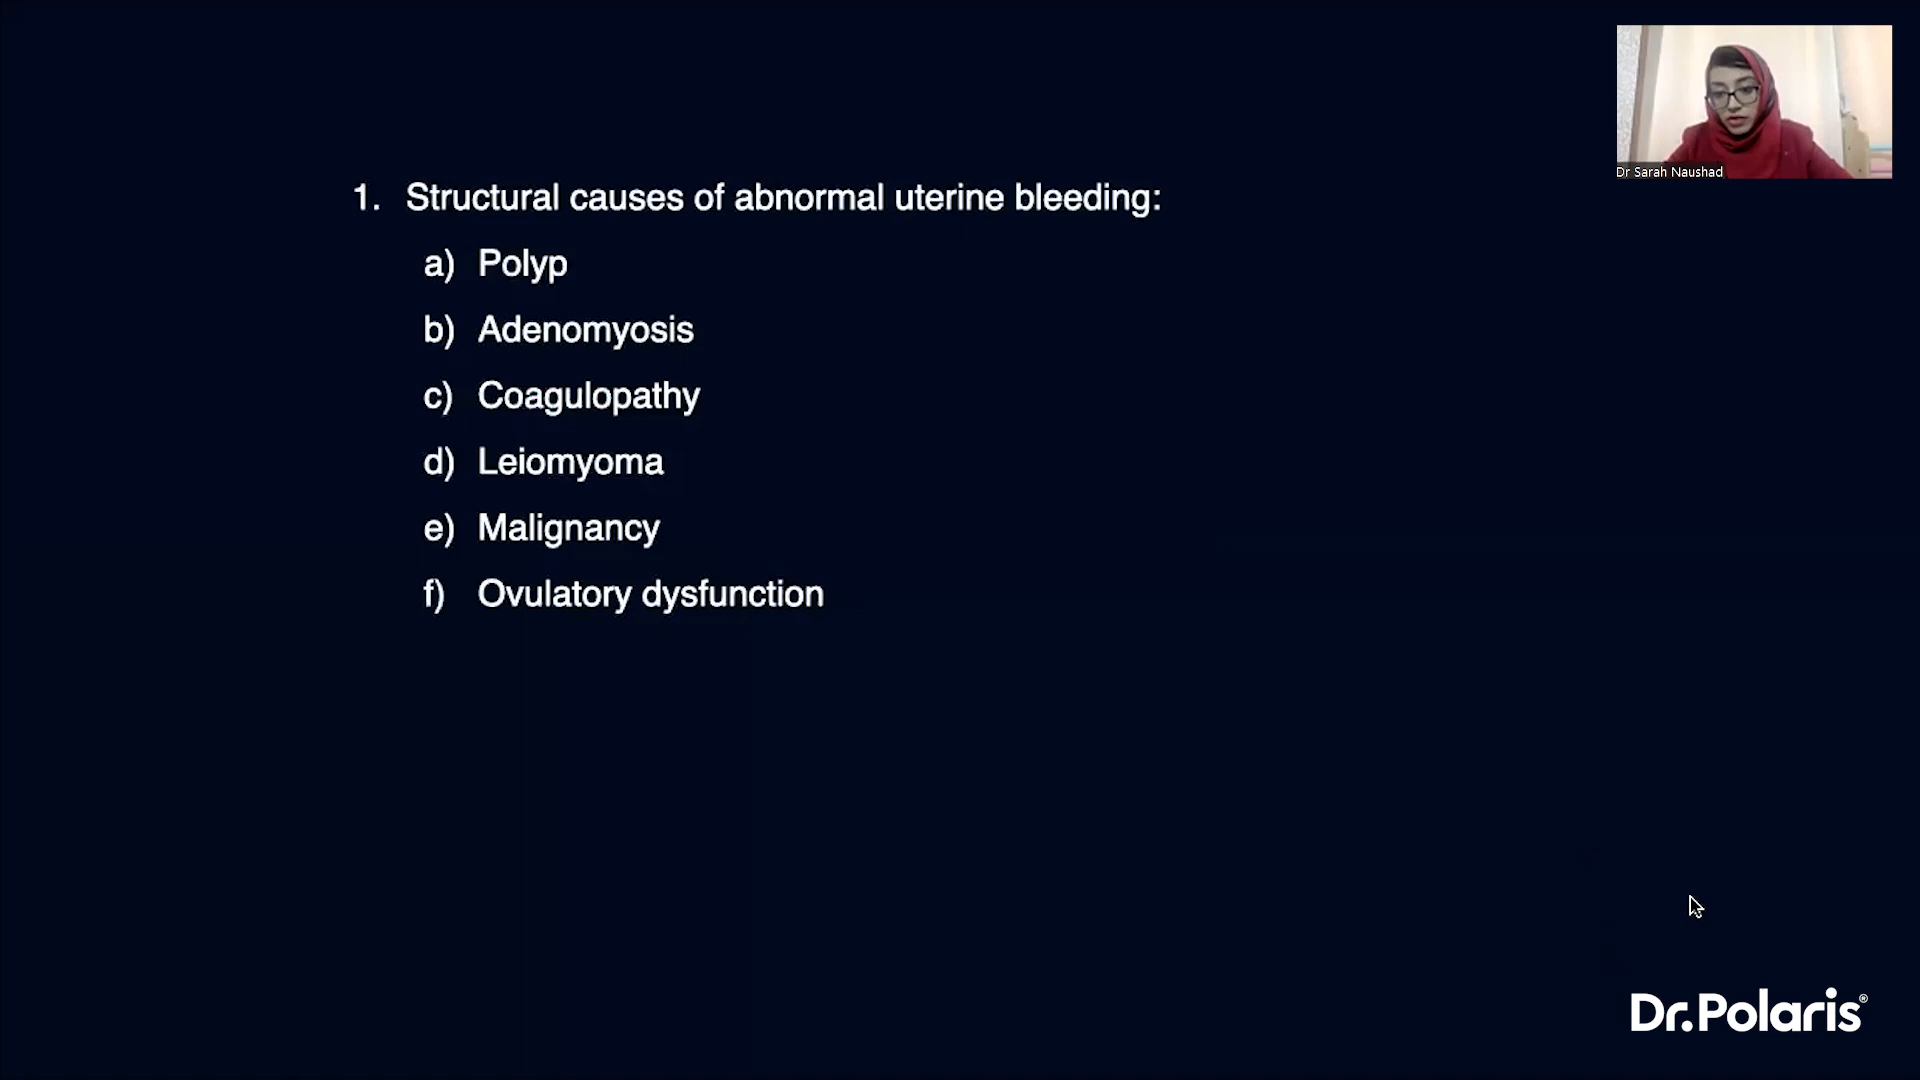 Dr Sarah Naushad
1. Structural causes of abnormal uterine bleeding:
a) Polyp
b) Adenomyosis
c) Coagulopathy
d) Leiomyoma
e) Malignancy
f) Ovulatory dysfunction
Dr.Polaris®